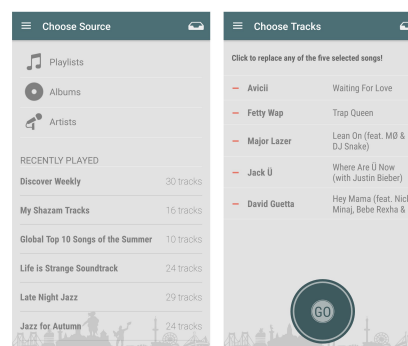 Choose Source
Playlists
Albums
Artists
RECENTLY PLAYED
Discover Weekly 30 tracks
My Shazam Tracks 16 tracks
Global Top 10 Songs of the Summer 10 tracks
Life is Strange Soundtrack 24 tracks
Late Night Jazz 29 tracks
Jazz for Autumn 24 tracks
Choose Tracks
Click to replace any of the five selected songs!
Avicii Waiting For Love
Fetty Wap Trap Queen
Major Lazer Lean On (feat. MØ &
DJ Snake)
Jack Ü Where Are Ü Now
(with Justin Bieber)
David Guetta Hey Mama (feat. Nick
Minaj, Bebe Rexha &
GO